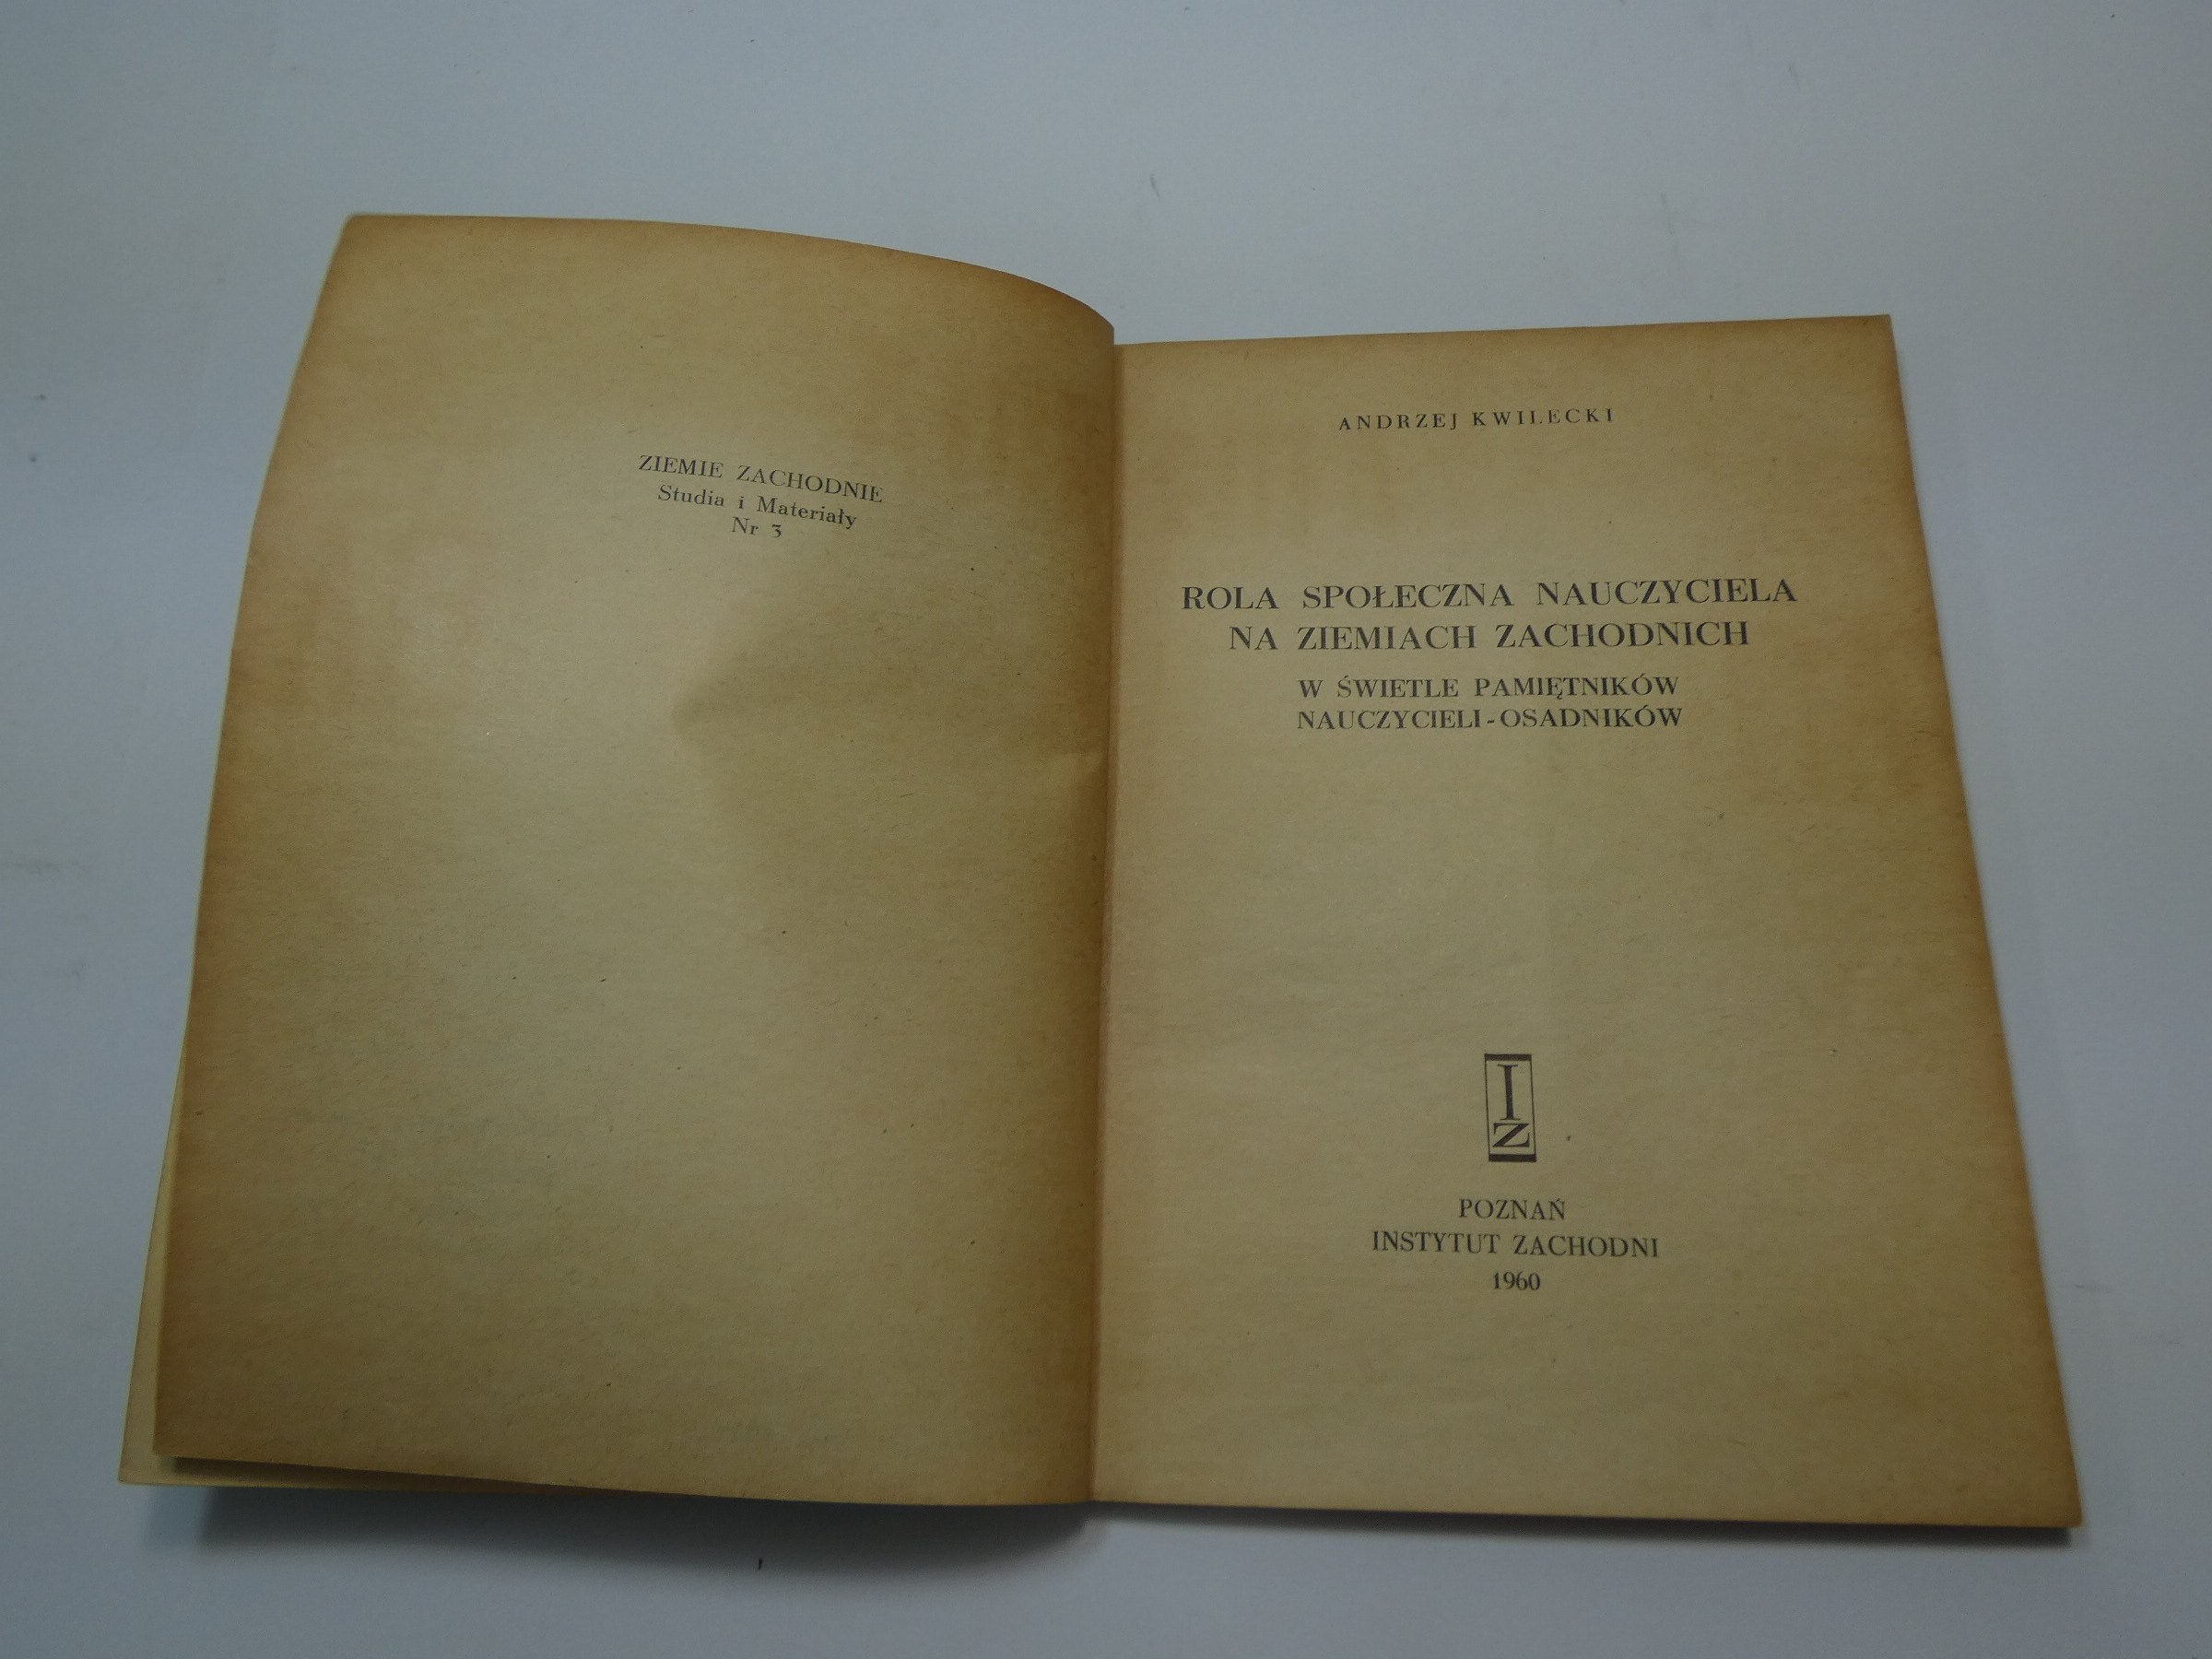 ZIEMIE ZACHODNIE
Studia i Materiały
Nr 3
ANDRZEJ KWILECKI
ROLA SPOŁECZNA NAUCZYCIELA
NA ZIEMIACH ZACHODNICH
W ŚWIETLE PAMIĘTNIKÓW
NAUCZYCIELI-OSADNIKÓW
I
Z
POZNAŃ
INSTYTUT ZACHODNI
1960